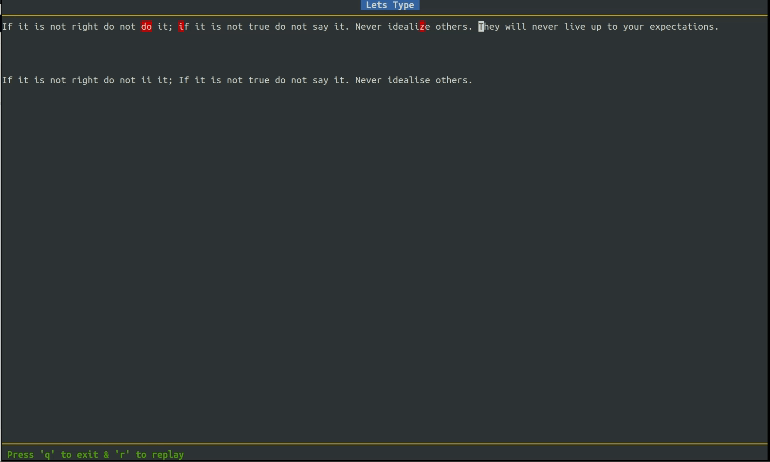 Lets Type
If it is not right do not do it; if it is not true do not say it. Never idealize others. They will never live up to your expectations.
If it is not right do not ii it; If it is not true do not say it. Never idealise others.
Press 'q' to exit & 'r' to replay